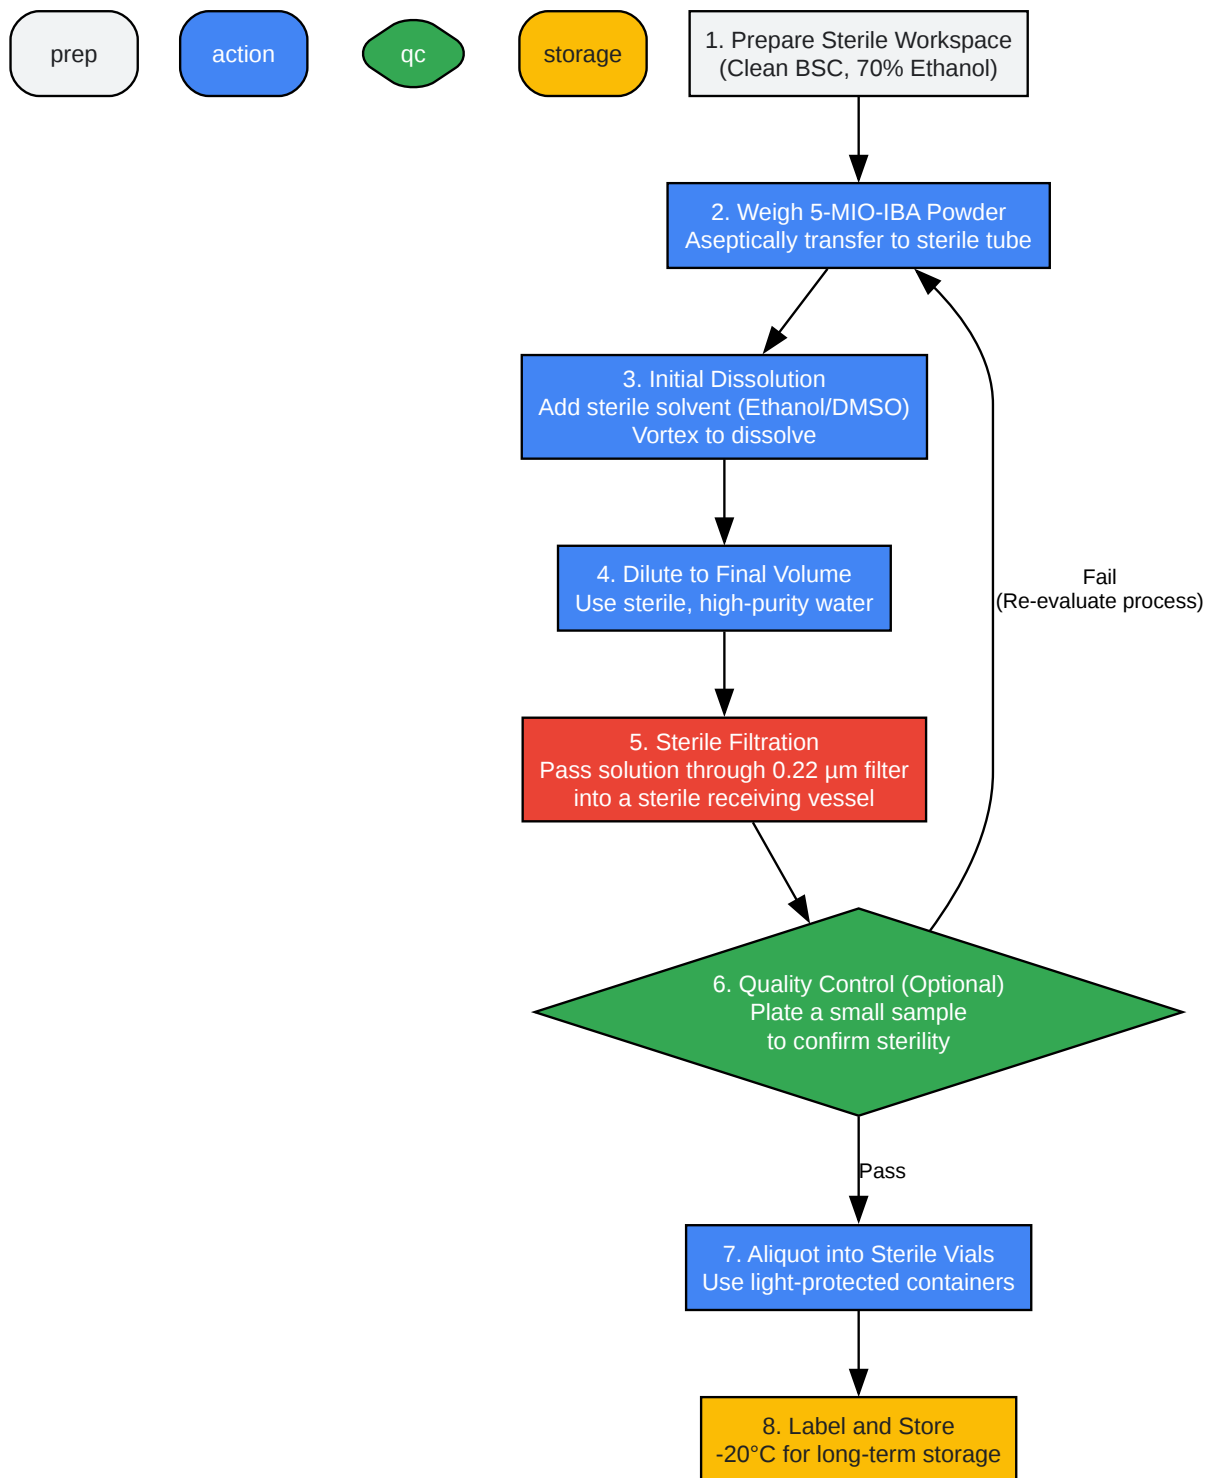 prep
action
qc
storage
1. Prepare Sterile Workspace
(Clean BSC, 70% Ethanol)
2. Weigh 5-MIO-IBA Powder
Aseptically transfer to sterile tube
3. Initial Dissolution
Add sterile solvent (Ethanol/DMSO)
Vortex to dissolve
4. Dilute to Final Volume
Use sterile, high-purity water
Fail
(Re-evaluate process)
5. Sterile Filtration
Pass solution through 0.22 µm filter
into a sterile receiving vessel
6. Quality Control (Optional)
Plate a small sample
to confirm sterility
Pass
7. Aliquot into Sterile Vials
Use light-protected containers
8. Label and Store
-20°C for long-term storage